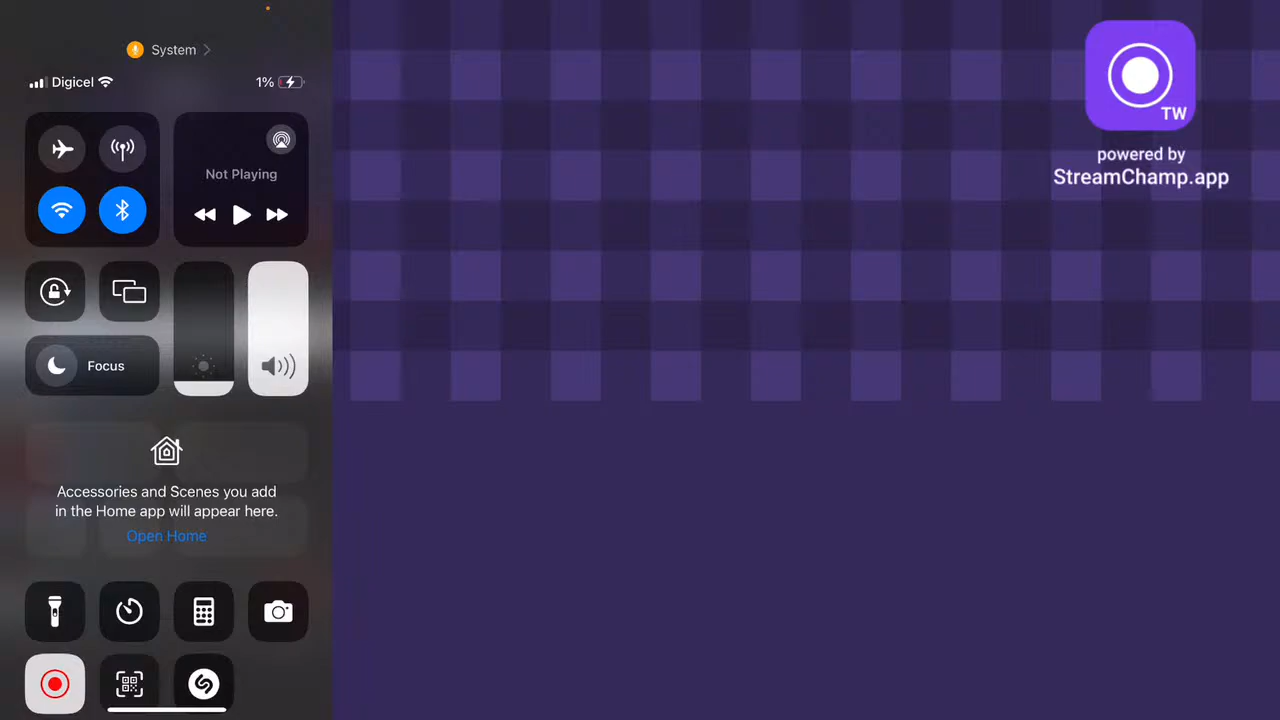 System
Digicel
1%
Not Playing
Focus
Accessories and Scenes you add
in the Home app will appear here.
Open Home
TW
powered by
StreamChamp.app